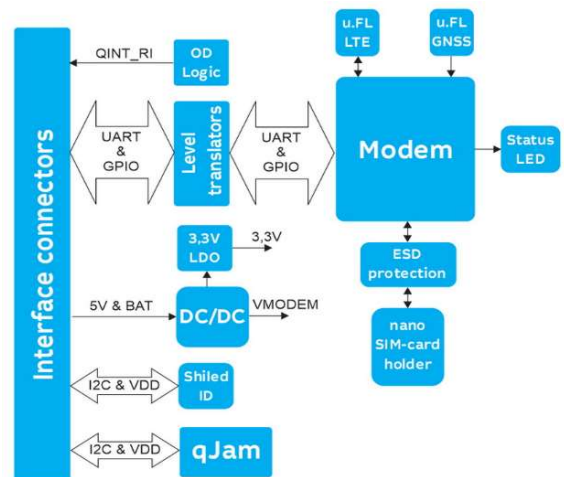 Interface connectors
QINT_RI
OD
Logic
UART
&
GPIO
Level
translators
UART
&
GPIO
u.FL
LTE
u.FL
GNSS
Modem
Status
LED
3,3V
LDO
3,3V
5V & BAT
DC/DC
VMODEM
ESD
protection
nano
SIM-card
holder
I2C & VDD
Shiled
ID
I2C & VDD
qJam